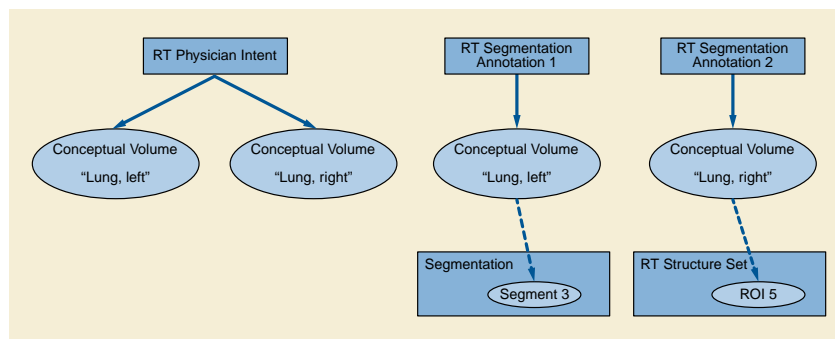 RT Physician Intent
RT Segmentation
Annotation 1
RT Segmentation
Annotation 2
Conceptual Volume
“Lung, left”
Conceptual Volume
“Lung, right”
Conceptual Volume
“Lung, left”
Conceptual Volume
“Lung, right”
Segmentation
Segment 3
RT Structure Set
ROI 5